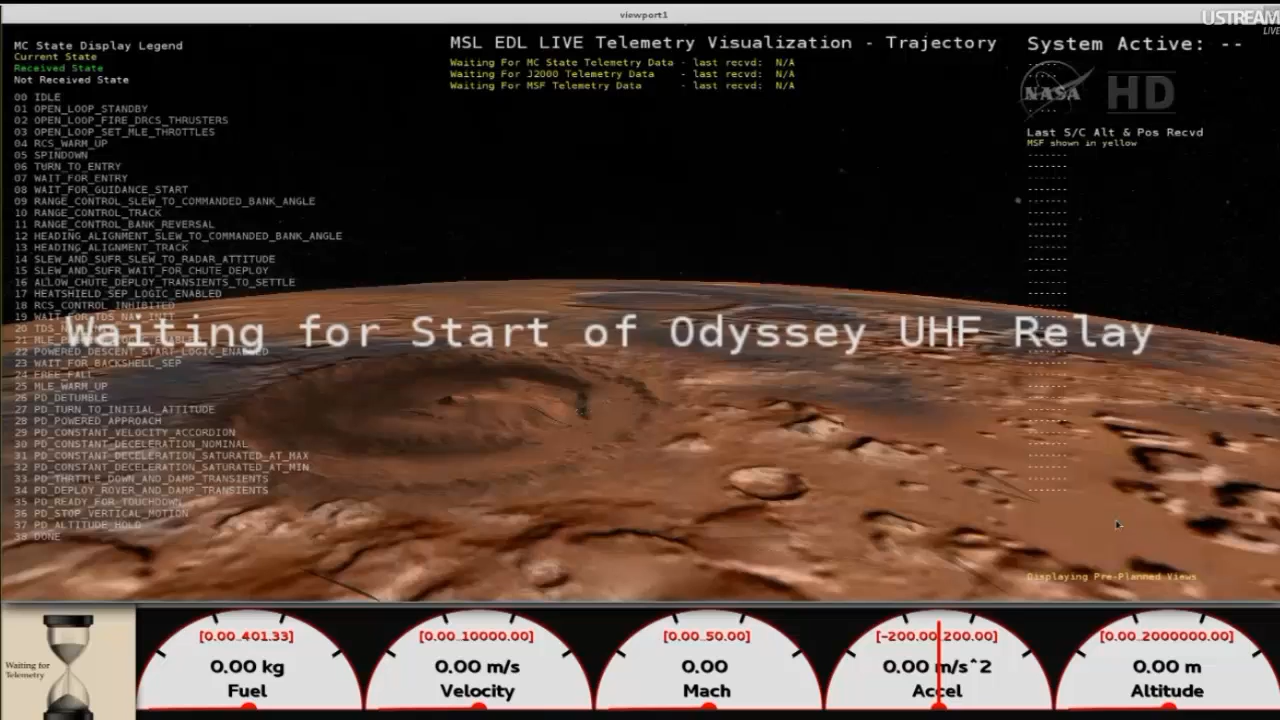 viewport1
USTREAM
LIVE
MC State Display Legend
Current State
Received State
Not Received State
00 IDLE
01 OPEN_LOOP_STANDBY
02 OPEN_LOOP_FIRE_DRCS_THRUSTERS
03 OPEN_LOOP_SET_MLE_THROTTLES
04 RCS_WARM_UP
05 SPINDOWN
06 TURN_TO_ENTRY
07 WAIT_FOR_ENTRY
08 WAIT_FOR_GUIDANCE_START
09 RANGE_CONTROL_SLEW_TO_COMMANDED_BANK_ANGLE
10 RANGE_CONTROL_TRACK
11 RANGE_CONTROL_BANK_REVERSAL
12 HEADING_ALIGNMENT_SLEW_TO_COMMANDED_BANK_ANGLE
13 HEADING_ALIGNMENT_TRACK
14 SLEW_AND_SUFR_SLEW_TO_RADAR_ATTITUDE
15 SLEW_AND_SUFR_WAIT_FOR_CHUTE_DEPLOY
16 ALLOW_CHUTE_DEPLOY_TRANSIENTS_TO_SETTLE
17 HEATSHIELD_SEP_LOGIC_ENABLED
18 RCS_CONTROL_INHIBITED
19 WAIT_FOR_TDS_NAV_INIT
20 TDS
21
22 POWERED_DESCENT_START_LOGIC_ENABLED
23 WAIT_FOR_BACKSHELL_SEP
24 FREE_FALL
25 MLE_WARM_UP
26 PD_DETUMBLE
27 PD_TURN_TO_INITIAL_ATTITUDE
28 PD_POWERED_APPROACH
29 PD_CONSTANT_VELOCITY_ACCORDION
30 PD_CONSTANT_DECELERATION_NOMINAL
31 PD_CONSTANT_DECELERATION_SATURATED_AT_MAX
32 PD_CONSTANT_DECELERATION_SATURATED_AT_MIN
33 PD_THROTTLE_DOWN_AND_DAMP_TRANSIENTS
34 PD_DEPLOY_ROVER_AND_DAMP_TRANSIENTS
35 PD_READY_FOR_TOUCHDOWN
36 PD_STOP_VERTICAL_MOTION
37 PD_ALTITUDE_HOLD
38 DONE
MSL EDL LIVE Telemetry Visualization - Trajectory
Waiting For MC State Telemetry Data - last recvd: N/A
Waiting For J2000 Telemetry Data - last recvd: N/A
Waiting For MSF Telemetry Data - last recvd: N/A
System Active: --
NASA HD
Last S/C Alt & Pos Recvd
MSF shown in yellow
Waiting for Start of Odyssey UHF Relay
Displaying Pre-Planned Views
Waiting for
Telemetry
[0.00..401.33]
0.00 kg
Fuel
[0.00..10000.00]
0.00 m/s
Velocity
[0.00..50.00]
0.00
Mach
[-200.00..200.00]
0.00 m/s^2
Accel
[0.00..2000000.00]
0.00 m
Altitude